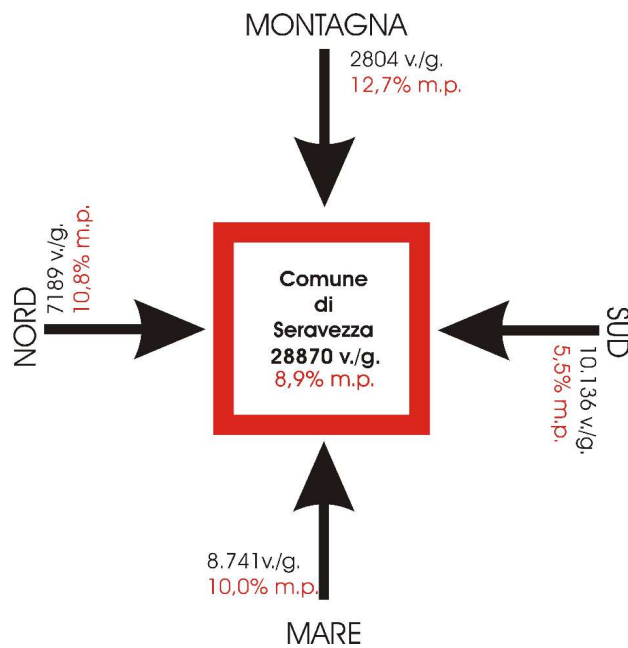 MONTAGNA
2804 v./g.
12,7% m.p.
NORD
7189 v./g.
10,8% m.p.
Comune
di
Seravezza
28870 v./g.
8,9% m.p.
SUD
10.136 v./g.
5,5% m.p.
8.741v./g.
10,0% m.p.
MARE